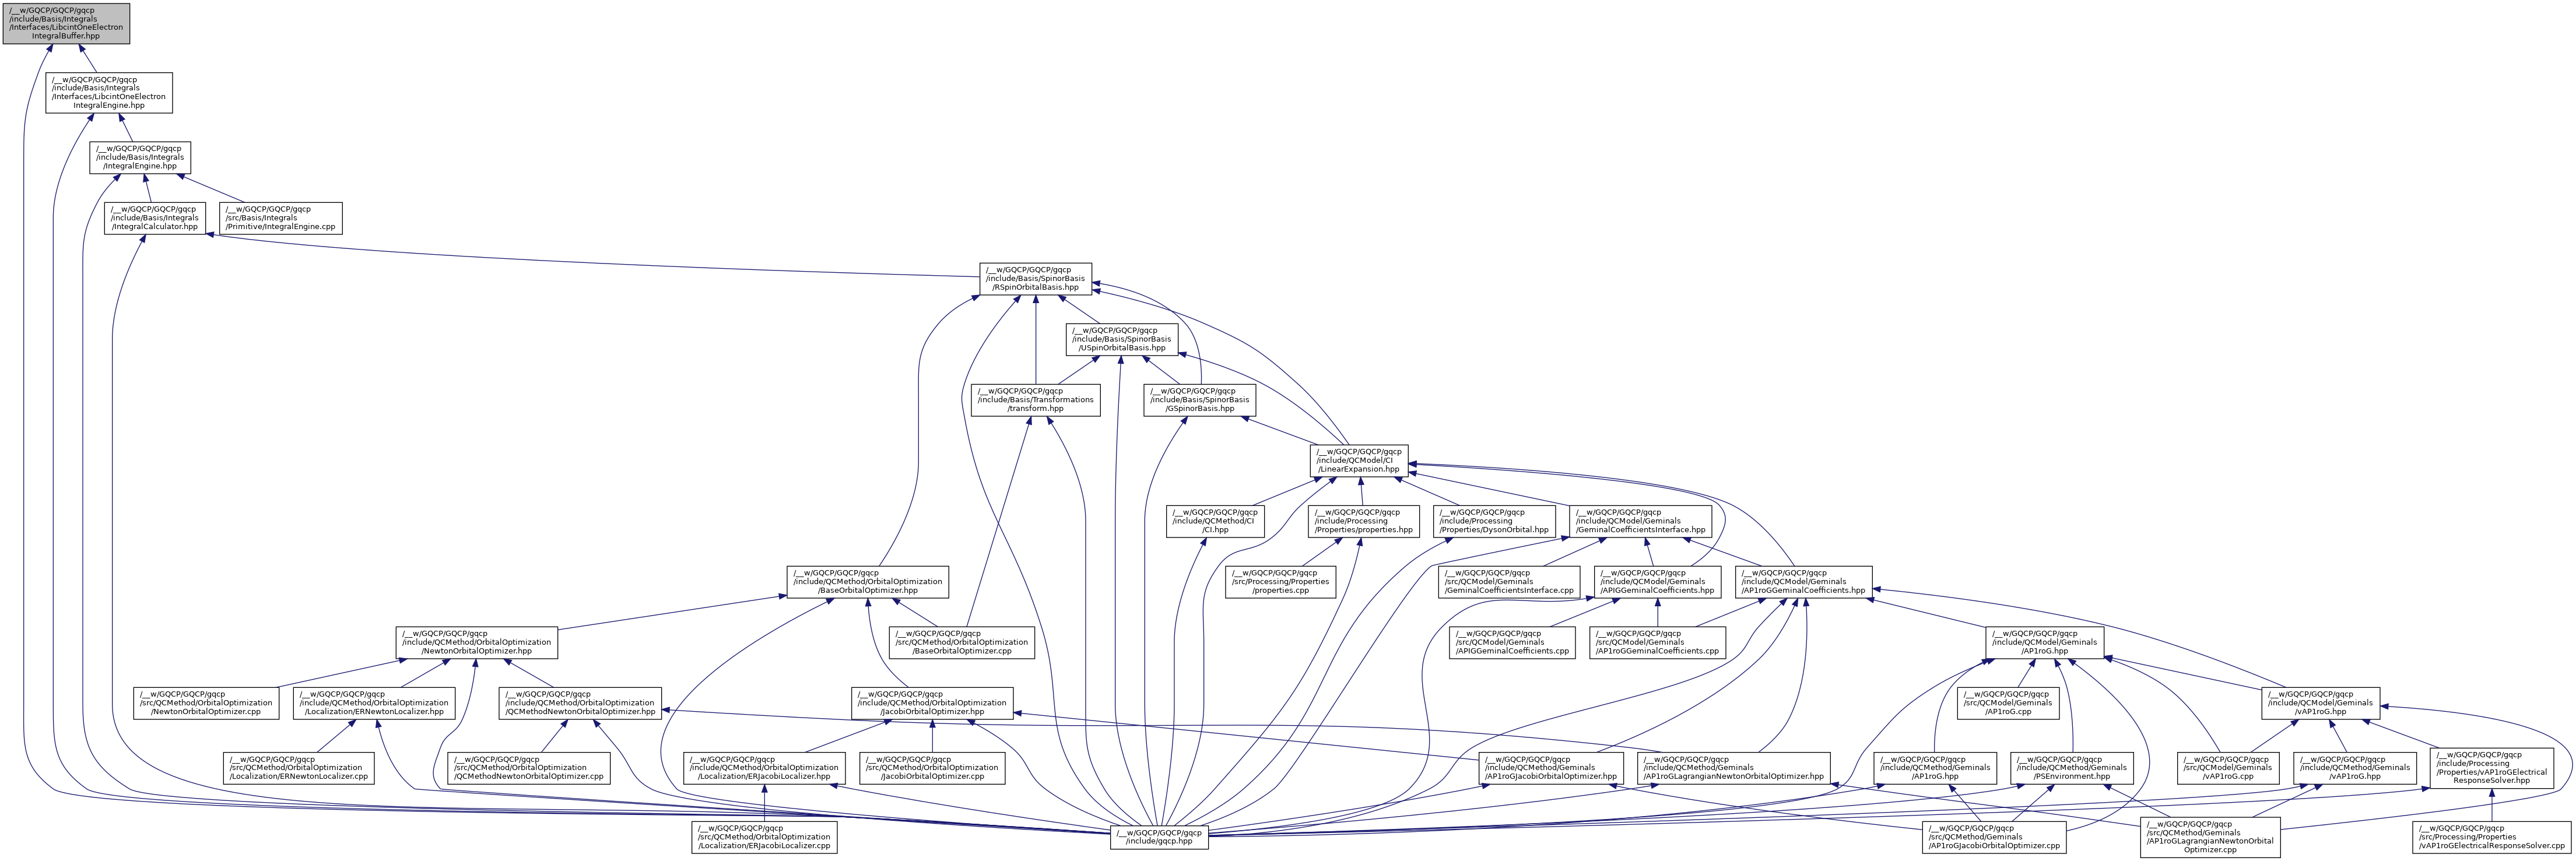 /__w/GQCP/GQCP/gqcp
/include/Basis/Integrals
/Interfaces/LibcintOneElectron
IntegralBuffer.hpp
/__w/GQCP/GQCP/gqcp
/include/Basis/Integrals
/Interfaces/LibcintOneElectron
IntegralEngine.hpp
/__w/GQCP/GQCP/gqcp
/include/Basis/Integrals
/IntegralEngine.hpp
/__w/GQCP/GQCP/gqcp
/include/Basis/Integrals
/IntegralCalculator.hpp
/__w/GQCP/GQCP/gqcp
/src/Basis/Integrals
/Primitive/IntegralEngine.cpp
/__w/GQCP/GQCP/gqcp
/include/Basis/SpinorBasis
/RSpinOrbitalBasis.hpp
/__w/GQCP/GQCP/gqcp
/include/Basis/SpinorBasis
/USpinOrbitalBasis.hpp
/__w/GQCP/GQCP/gqcp
/include/Basis/Transformations
/transform.hpp
/__w/GQCP/GQCP/gqcp
/include/Basis/SpinorBasis
/GSpinorBasis.hpp
/__w/GQCP/GQCP/gqcp
/include/QCModel/CI
/LinearExpansion.hpp
/__w/GQCP/GQCP/gqcp
/include/QCMethod/CI
/CI.hpp
/__w/GQCP/GQCP/gqcp
/include/Processing
/Properties/properties.hpp
/__w/GQCP/GQCP/gqcp
/include/Processing
/Properties/DysonOrbital.hpp
/__w/GQCP/GQCP/gqcp
/include/QCModel/Geminals
/GeminalCoefficientsInterface.hpp
/__w/GQCP/GQCP/gqcp
/include/QCMethod/OrbitalOptimization
/BaseOrbitalOptimizer.hpp
/__w/GQCP/GQCP/gqcp
/src/Processing/Properties
/properties.cpp
/__w/GQCP/GQCP/gqcp
/src/QCModel/Geminals
/GeminalCoefficientsInterface.cpp
/__w/GQCP/GQCP/gqcp
/include/QCModel/Geminals
/APIGGeminalCoefficients.hpp
/__w/GQCP/GQCP/gqcp
/include/QCModel/Geminals
/AP1roGGeminalCoefficients.hpp
/__w/GQCP/GQCP/gqcp
/include/QCMethod/OrbitalOptimization
/NewtonOrbitalOptimizer.hpp
/__w/GQCP/GQCP/gqcp
/src/QCMethod/OrbitalOptimization
/BaseOrbitalOptimizer.cpp
/__w/GQCP/GQCP/gqcp
/src/QCModel/Geminals
/APIGGeminalCoefficients.cpp
/__w/GQCP/GQCP/gqcp
/src/QCModel/Geminals
/AP1roGGeminalCoefficients.cpp
/__w/GQCP/GQCP/gqcp
/include/QCModel/Geminals
/AP1roG.hpp
/__w/GQCP/GQCP/gqcp
/src/QCMethod/OrbitalOptimization
/NewtonOrbitalOptimizer.cpp
/__w/GQCP/GQCP/gqcp
/include/QCMethod/OrbitalOptimization
/Localization/ERNewtonLocalizer.hpp
/__w/GQCP/GQCP/gqcp
/include/QCMethod/OrbitalOptimization
/QCMethodNewtonOrbitalOptimizer.hpp
/__w/GQCP/GQCP/gqcp
/include/QCMethod/OrbitalOptimization
/JacobiOrbitalOptimizer.hpp
/__w/GQCP/GQCP/gqcp
/src/QCModel/Geminals
/AP1roG.cpp
/__w/GQCP/GQCP/gqcp
/include/QCModel/Geminals
/vAP1roG.hpp
/__w/GQCP/GQCP/gqcp
/src/QCMethod/OrbitalOptimization
/Localization/ERNewtonLocalizer.cpp
/__w/GQCP/GQCP/gqcp
/src/QCMethod/OrbitalOptimization
/QCMethodNewtonOrbitalOptimizer.cpp
/__w/GQCP/GQCP/gqcp
/include/QCMethod/OrbitalOptimization
/Localization/ERJacobiLocalizer.hpp
/__w/GQCP/GQCP/gqcp
/src/QCMethod/OrbitalOptimization
/JacobiOrbitalOptimizer.cpp
/__w/GQCP/GQCP/gqcp
/include/QCMethod/Geminals
/AP1roGJacobiOrbitalOptimizer.hpp
/__w/GQCP/GQCP/gqcp
/include/QCMethod/Geminals
/AP1roGLagrangianNewtonOrbitalOptimizer.hpp
/__w/GQCP/GQCP/gqcp
/include/QCMethod/Geminals
/AP1roG.hpp
/__w/GQCP/GQCP/gqcp
/include/QCMethod/Geminals
/PSEnvironment.hpp
/__w/GQCP/GQCP/gqcp
/src/QCModel/Geminals
/vAP1roG.cpp
/__w/GQCP/GQCP/gqcp
/include/QCMethod/Geminals
/vAP1roG.hpp
/__w/GQCP/GQCP/gqcp
/include/Processing
/Properties/vAP1roGElectrical
ResponseSolver.hpp
/__w/GQCP/GQCP/gqcp
/src/QCMethod/OrbitalOptimization
/Localization/ERJacobiLocalizer.cpp
/__w/GQCP/GQCP/gqcp
/include/gqcp.hpp
/__w/GQCP/GQCP/gqcp
/src/QCMethod/Geminals
/AP1roGJacobiOrbitalOptimizer.cpp
/__w/GQCP/GQCP/gqcp
/src/QCMethod/Geminals
/AP1roGLagrangianNewtonOrbital
Optimizer.cpp
/__w/GQCP/GQCP/gqcp
/src/Processing/Properties
/vAP1roGElectricalResponseSolver.cpp